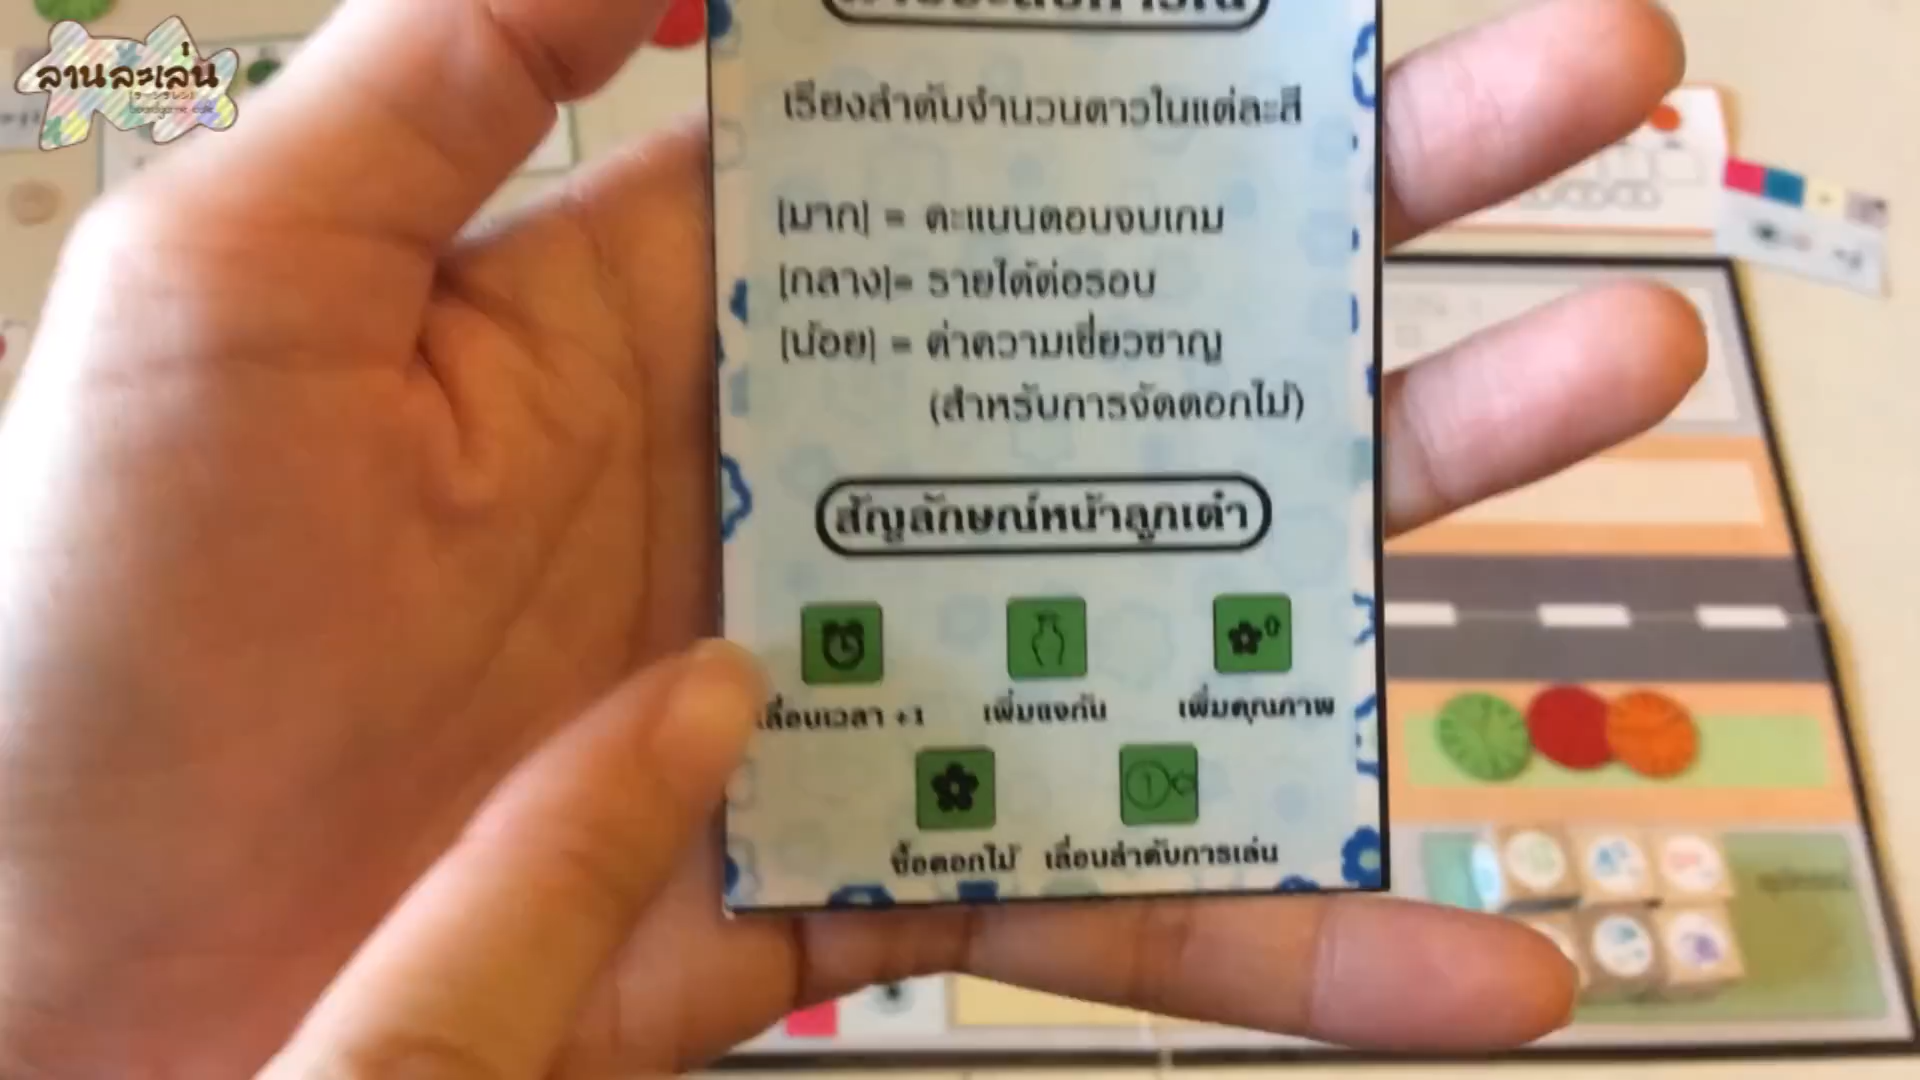 ลานละเล่น
boardgame cafe
เรียงลำดับจำนวนดาวในแต่ละสี
[มาก] = คะแนนตอนจบเกม
[กลาง]= รายได้ต่อรอบ
[น้อย] = ค่าความเชี่ยวชาญ
(สำหรับการจัดดอกไม้)
สัญลักษณ์หน้าลูกเต๋า
เลื่อนเวลา +1
เพิ่มแจกัน
เพิ่มคุณภาพ
ซื้อดอกไม้
เลื่อนลำดับการเล่น